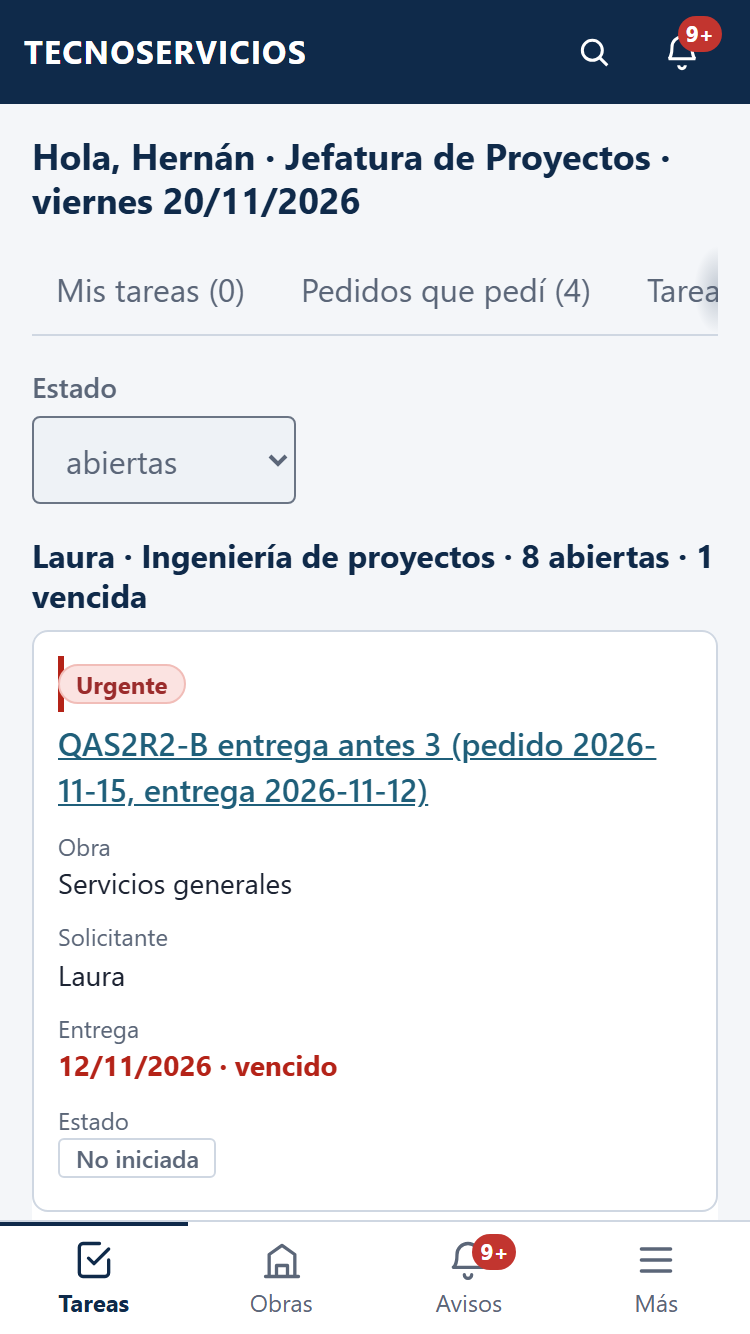 TECNOSERVICIOS
9+
Hola, Hernán · Jefatura de Proyectos ·
viernes 20/11/2026
Mis tareas (0) Pedidos que pedí (4) Tarea
Estado
abiertas
Laura · Ingeniería de proyectos · 8 abiertas · 1
vencida
Urgente
QAS2R2-B entrega antes 3 (pedido 2026-
11-15, entrega 2026-11-12)
Obra
Servicios generales
Solicitante
Laura
Entrega
12/11/2026 · vencido
Estado
No iniciada
9+
Tareas Obras Avisos Más